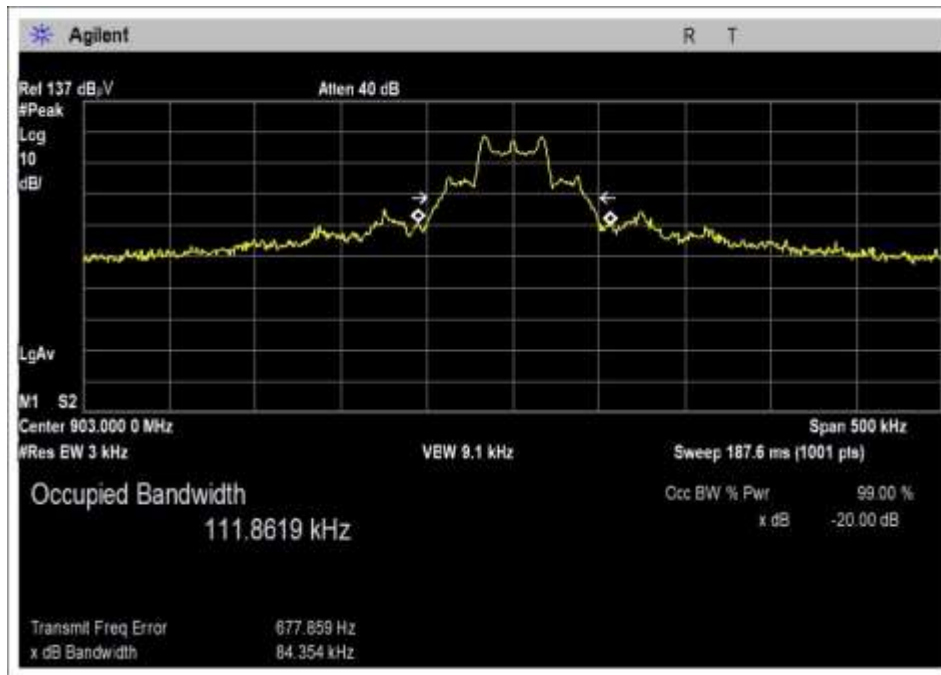 Agilent R T
Ref 137 dBµV Atten 40 dB
#Peak
Log
10
dB/
LgAv
M1 S2
Center 903.000 0 MHz Span 500 kHz
#Res BW 3 kHz VBW 9.1 kHz Sweep 187.6 ms (1001 pts)
Occupied Bandwidth Occ BW % Pwr 99.00 %
111.8619 kHz x dB -20.00 dB
Transmit Freq Error 677.859 Hz
x dB Bandwidth 84.354 kHz